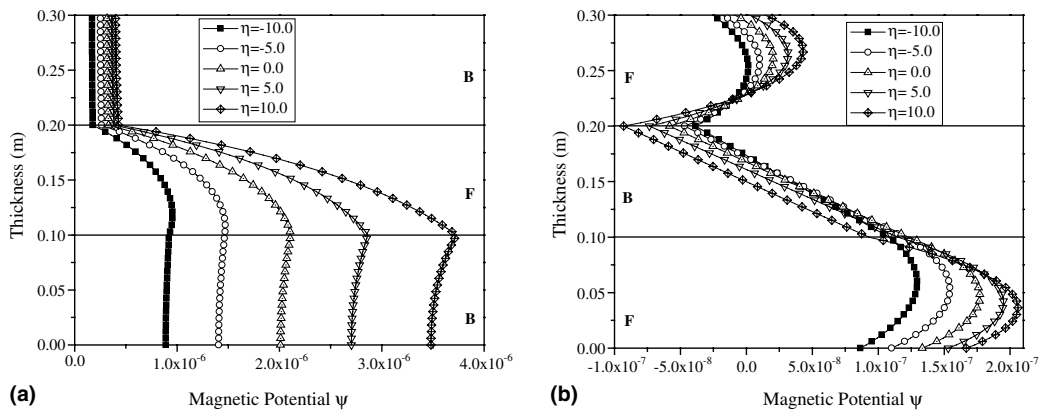 0.30
0.25
0.20
0.15
0.10
0.05
0.00
Thickness (m)
η=-10.0
η=-5.0
η= 0.0
η= 5.0
η=10.0
B
F
B
0.0
1.0x10⁻⁶
2.0x10⁻⁶
3.0x10⁻⁶
4.0x10⁻⁶
(a)
Magnetic Potential ψ
0.30
0.25
0.20
0.15
0.10
0.05
0.00
Thickness (m)
η=-10.0
η=-5.0
η= 0.0
η= 5.0
η=10.0
F
B
F
-1.0x10⁻⁷
-5.0x10⁻⁸
0.0
5.0x10⁻⁸
1.0x10⁻⁷
1.5x10⁻⁷
2.0x10⁻⁷
(b)
Magnetic Potential ψ